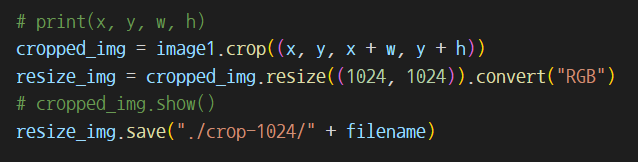 # print(x, y, w, h)
cropped_img = image1.crop((x, y, x + w, y + h))
resize_img = cropped_img.resize((1024, 1024)).convert("RGB")
# cropped_img.show()
resize_img.save("./crop-1024/" + filename)